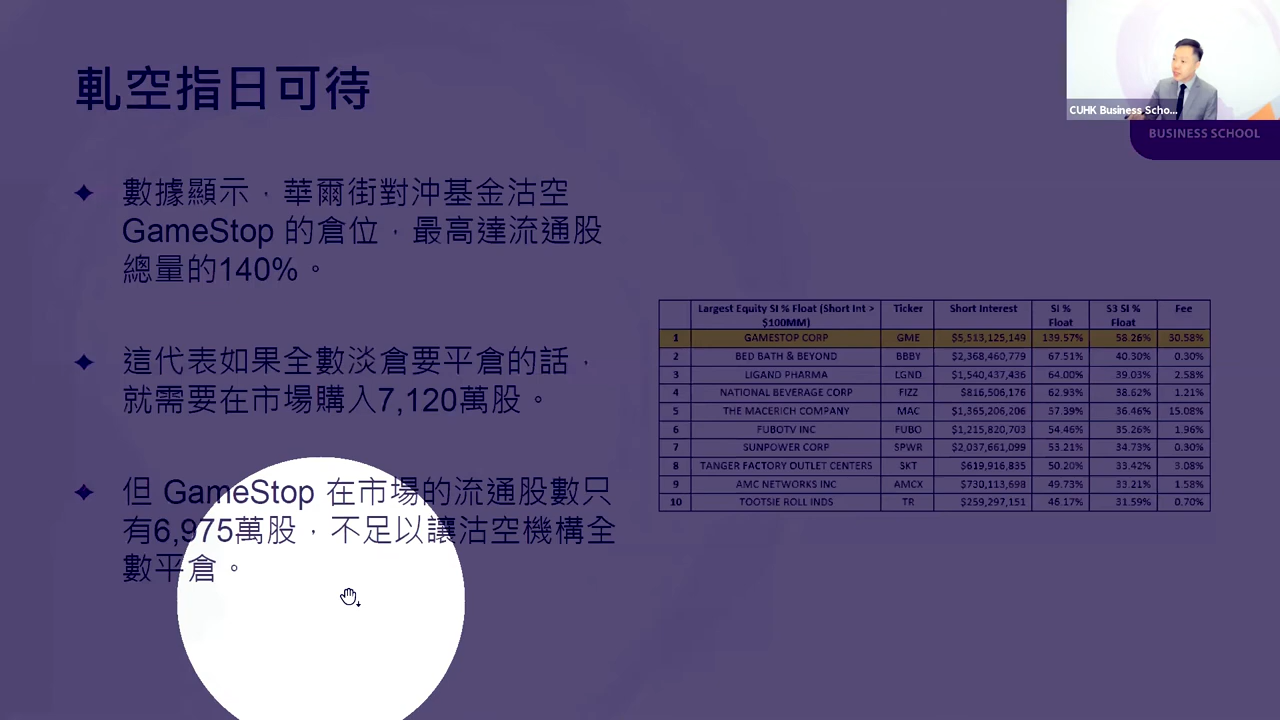 軋空指日可待
CUHK Business Scho...
BUSINESS SCHOOL
✦ 數據顯示，華爾街對沖基金沽空
GameStop 的倉位，最高達流通股
總量的140%。
✦ 這代表如果全數淡倉要平倉的話，
就需要在市場購入7,120萬股。
✦ 但 GameStop 在市場的流通股數只
有6,975萬股，不足以讓沽空機構全
數平倉。
Largest Equity SI % Float (Short Int > $100MM) Ticker Short Interest SI % Float S3 SI % Float Fee
1 GAMESTOP CORP GME $5,513,125,149 139.57% 58.26% 30.58%
2 BED BATH & BEYOND BBBY $2,368,460,779 67.51% 40.30% 0.30%
3 LIGAND PHARMA LGND $1,540,437,436 64.00% 39.03% 2.58%
4 NATIONAL BEVERAGE CORP FIZZ $816,506,176 62.93% 38.62% 1.21%
5 THE MACERICH COMPANY MAC $1,365,206,206 57.39% 36.46% 15.08%
6 FUBOTV INC FUBO $1,215,820,703 54.46% 35.26% 1.96%
7 SUNPOWER CORP SPWR $2,037,661,099 53.21% 34.73% 0.30%
8 TANGER FACTORY OUTLET CENTERS SKT $619,916,835 50.20% 33.42% 3.08%
9 AMC NETWORKS INC AMCX $730,113,698 49.73% 33.21% 1.58%
10 TOOTSIE ROLL INDS TR $259,297,151 46.17% 31.59% 0.70%